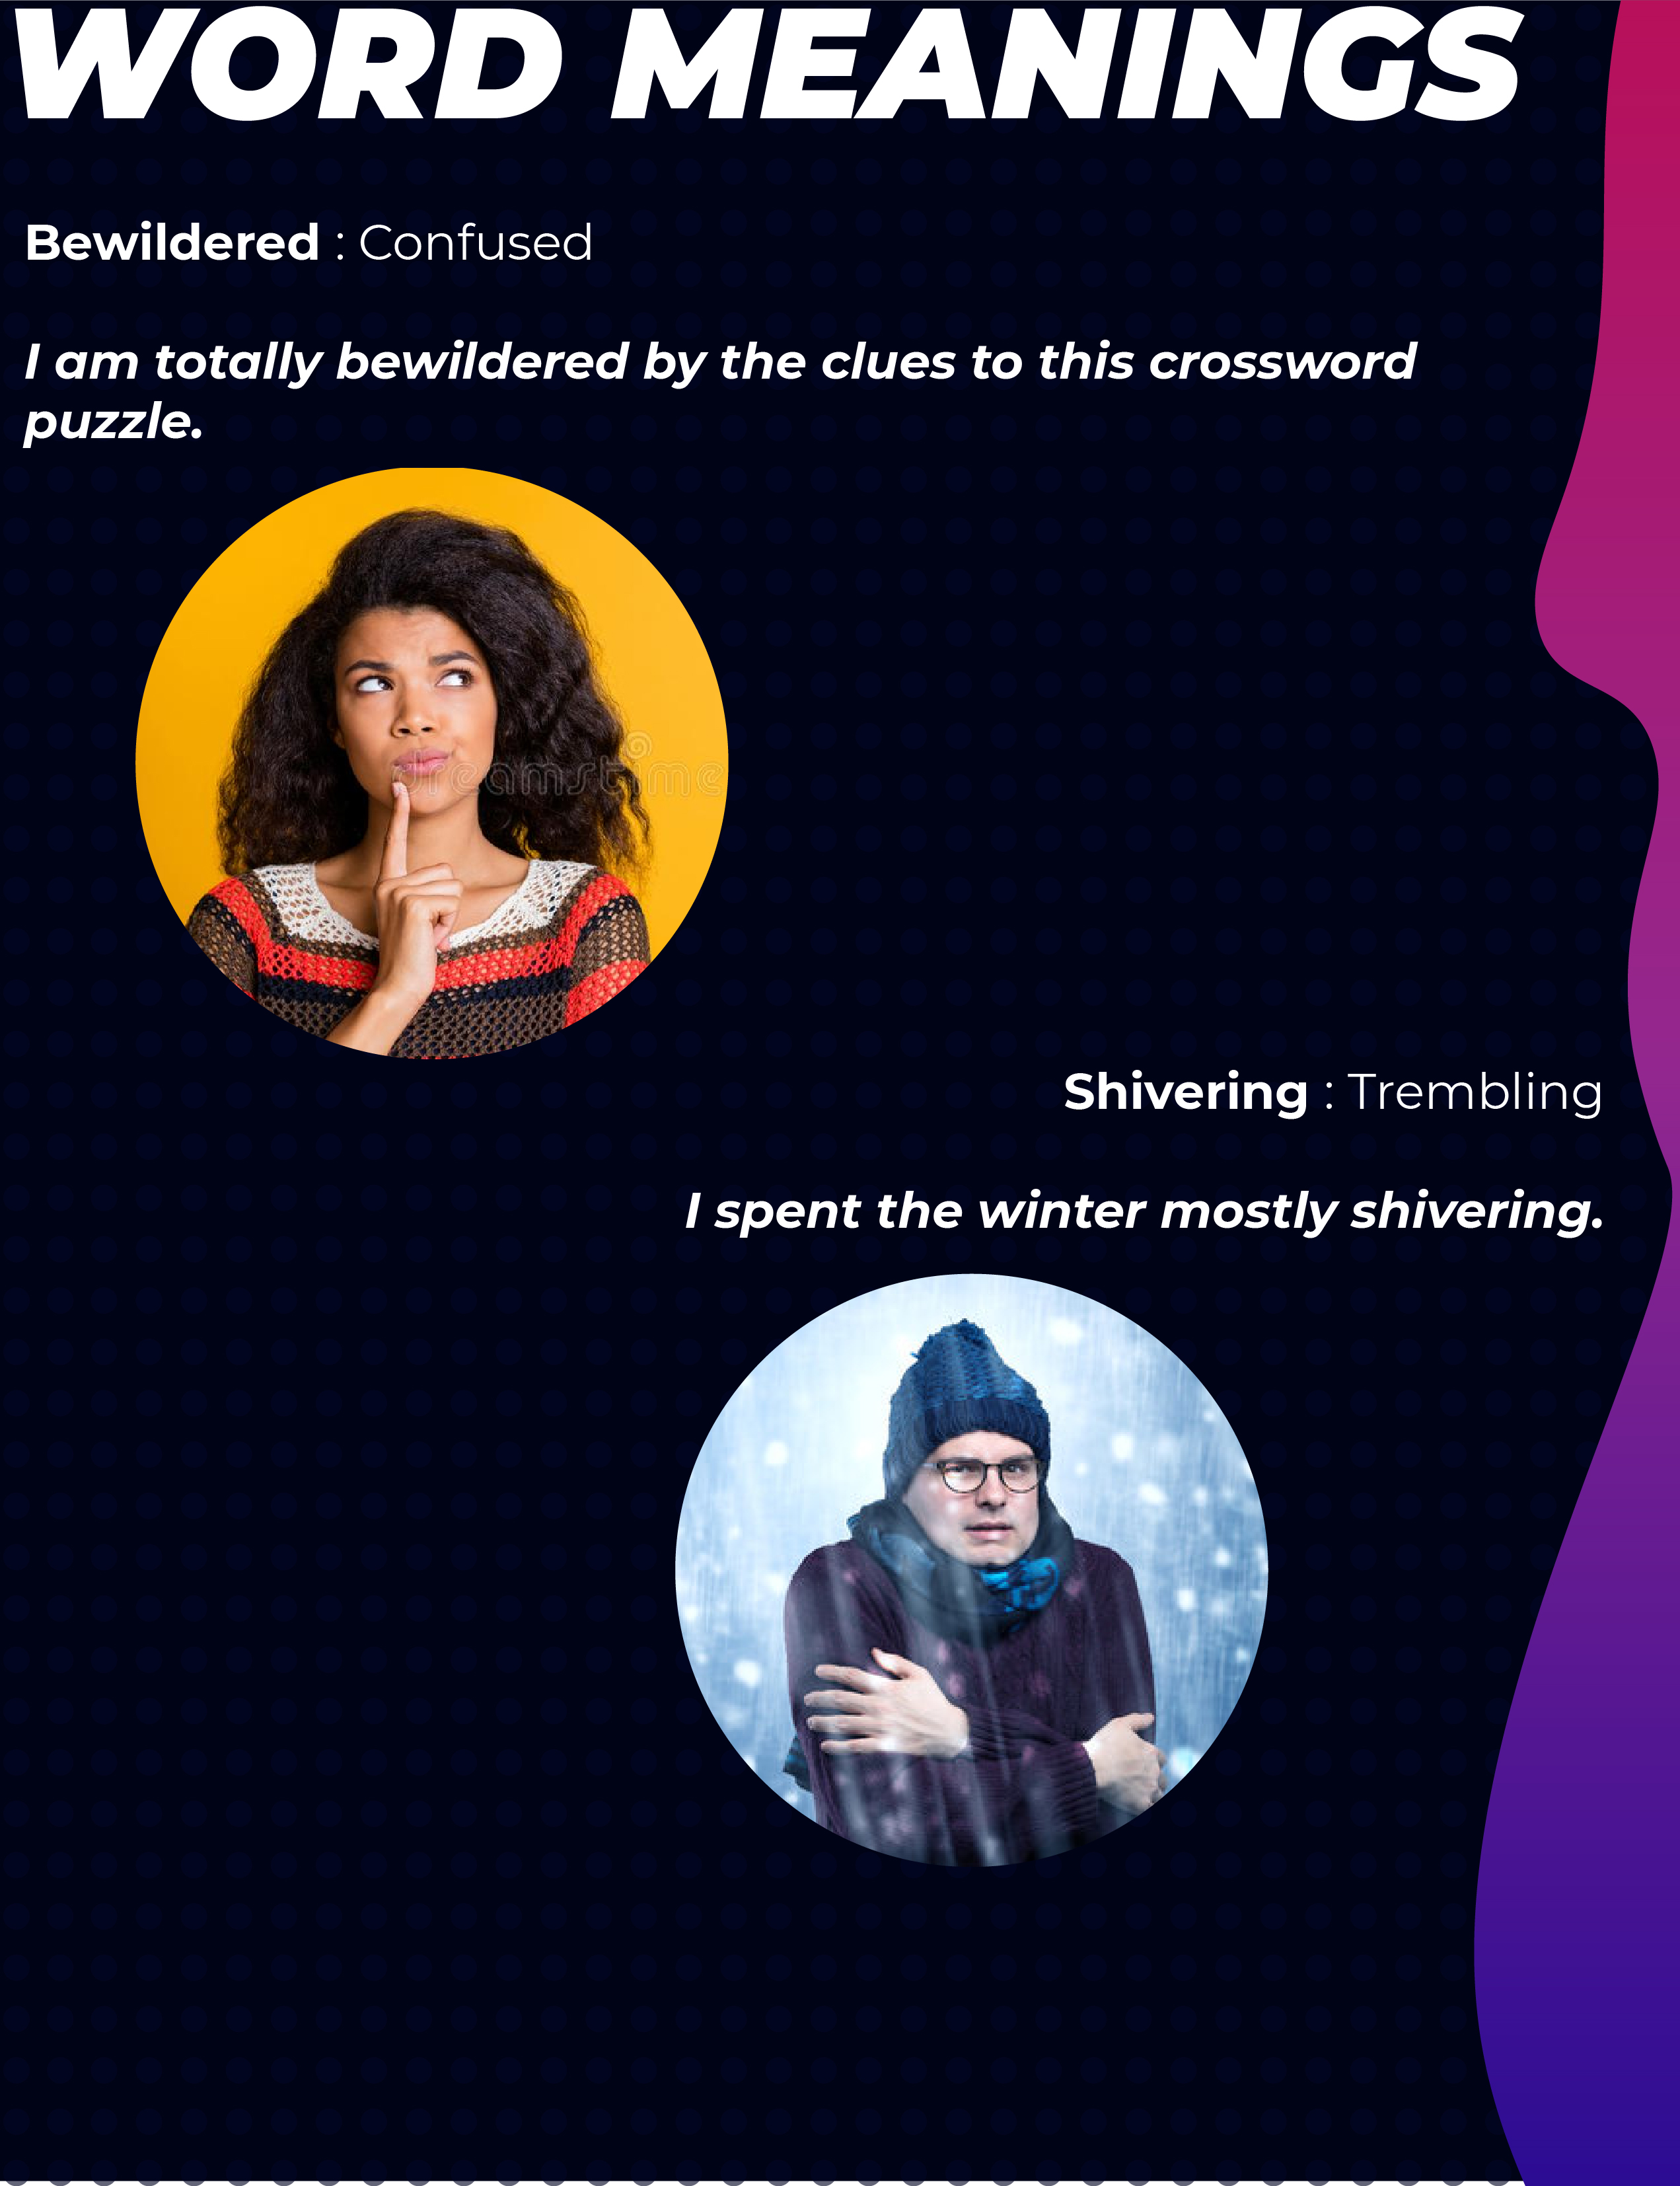 WORD MEANINGS
Bewildered : Confused
I am totally bewildered by the clues to this crossword
puzzle.
dreamstime
Shivering : Trembling
I spent the winter mostly shivering.